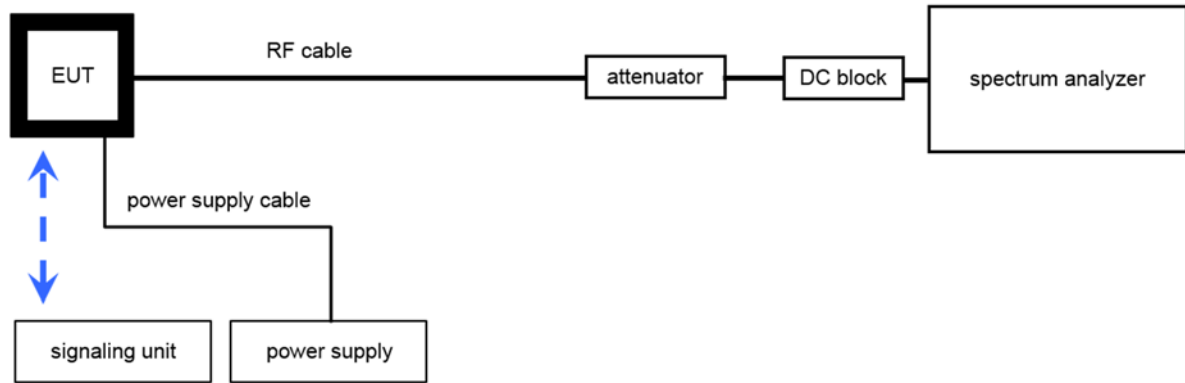 EUT
RF cable
attenuator
DC block
spectrum analyzer
power supply cable
signaling unit
power supply